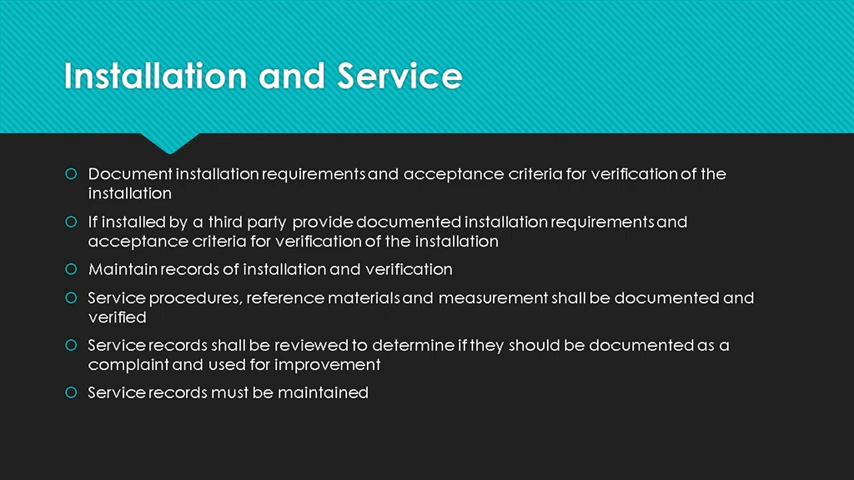 Installation and Service
Document installation requirements and acceptance criteria for verification of the
installation
If installed by a third party provide documented installation requirements and
acceptance criteria for verification of the installation
Maintain records of installation and verification
Service procedures, reference materials and measurement shall be documented and
verified
Service records shall be reviewed to determine if they should be documented as a
complaint and used for improvement
Service records must be maintained